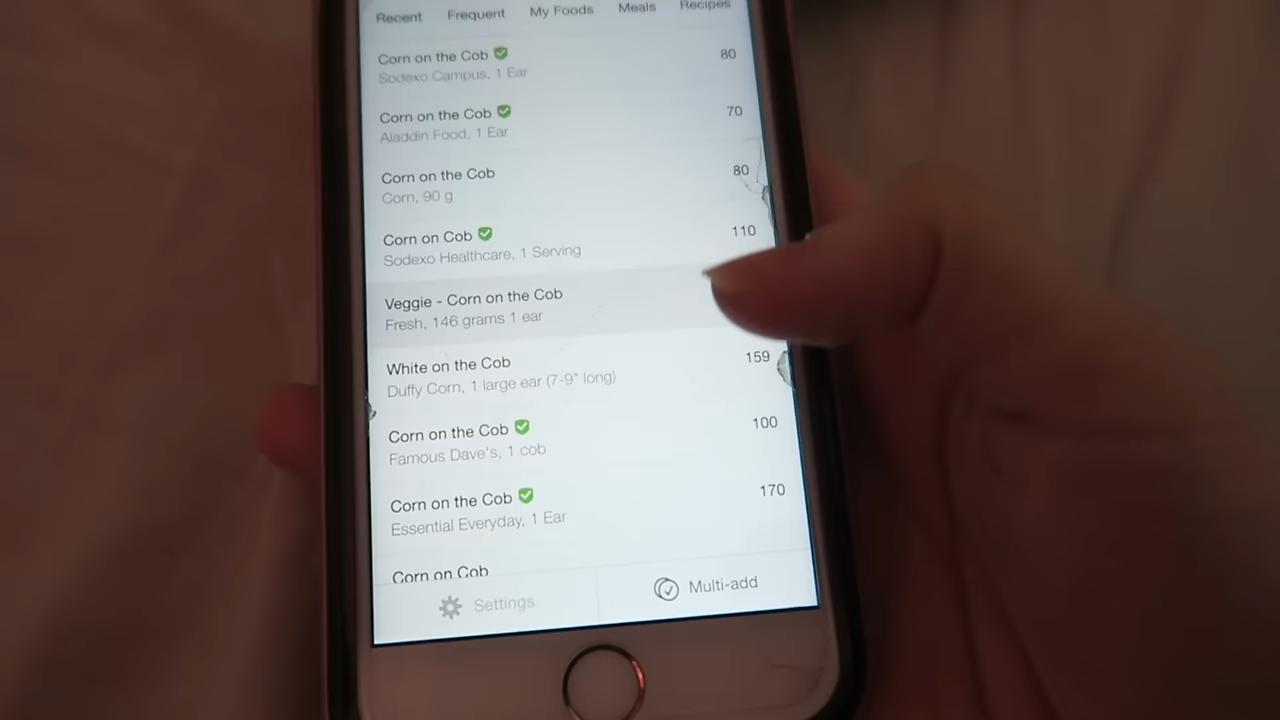 Recent Frequent My Foods Meals Recipes
Corn on the Cob 80
Sodexo Campus, 1 Ear
Corn on the Cob 70
Aladdin Food, 1 Ear
Corn on the Cob 80
Corn, 90 g
Corn on Cob 110
Sodexo Healthcare, 1 Serving
Veggie - Corn on the Cob
Fresh, 146 grams 1 ear
White on the Cob 159
Duffy Corn, 1 large ear (7-9" long)
Corn on the Cob 100
Famous Dave's, 1 cob
Corn on the Cob 170
Essential Everyday, 1 Ear
Corn on Cob
Settings Multi-add